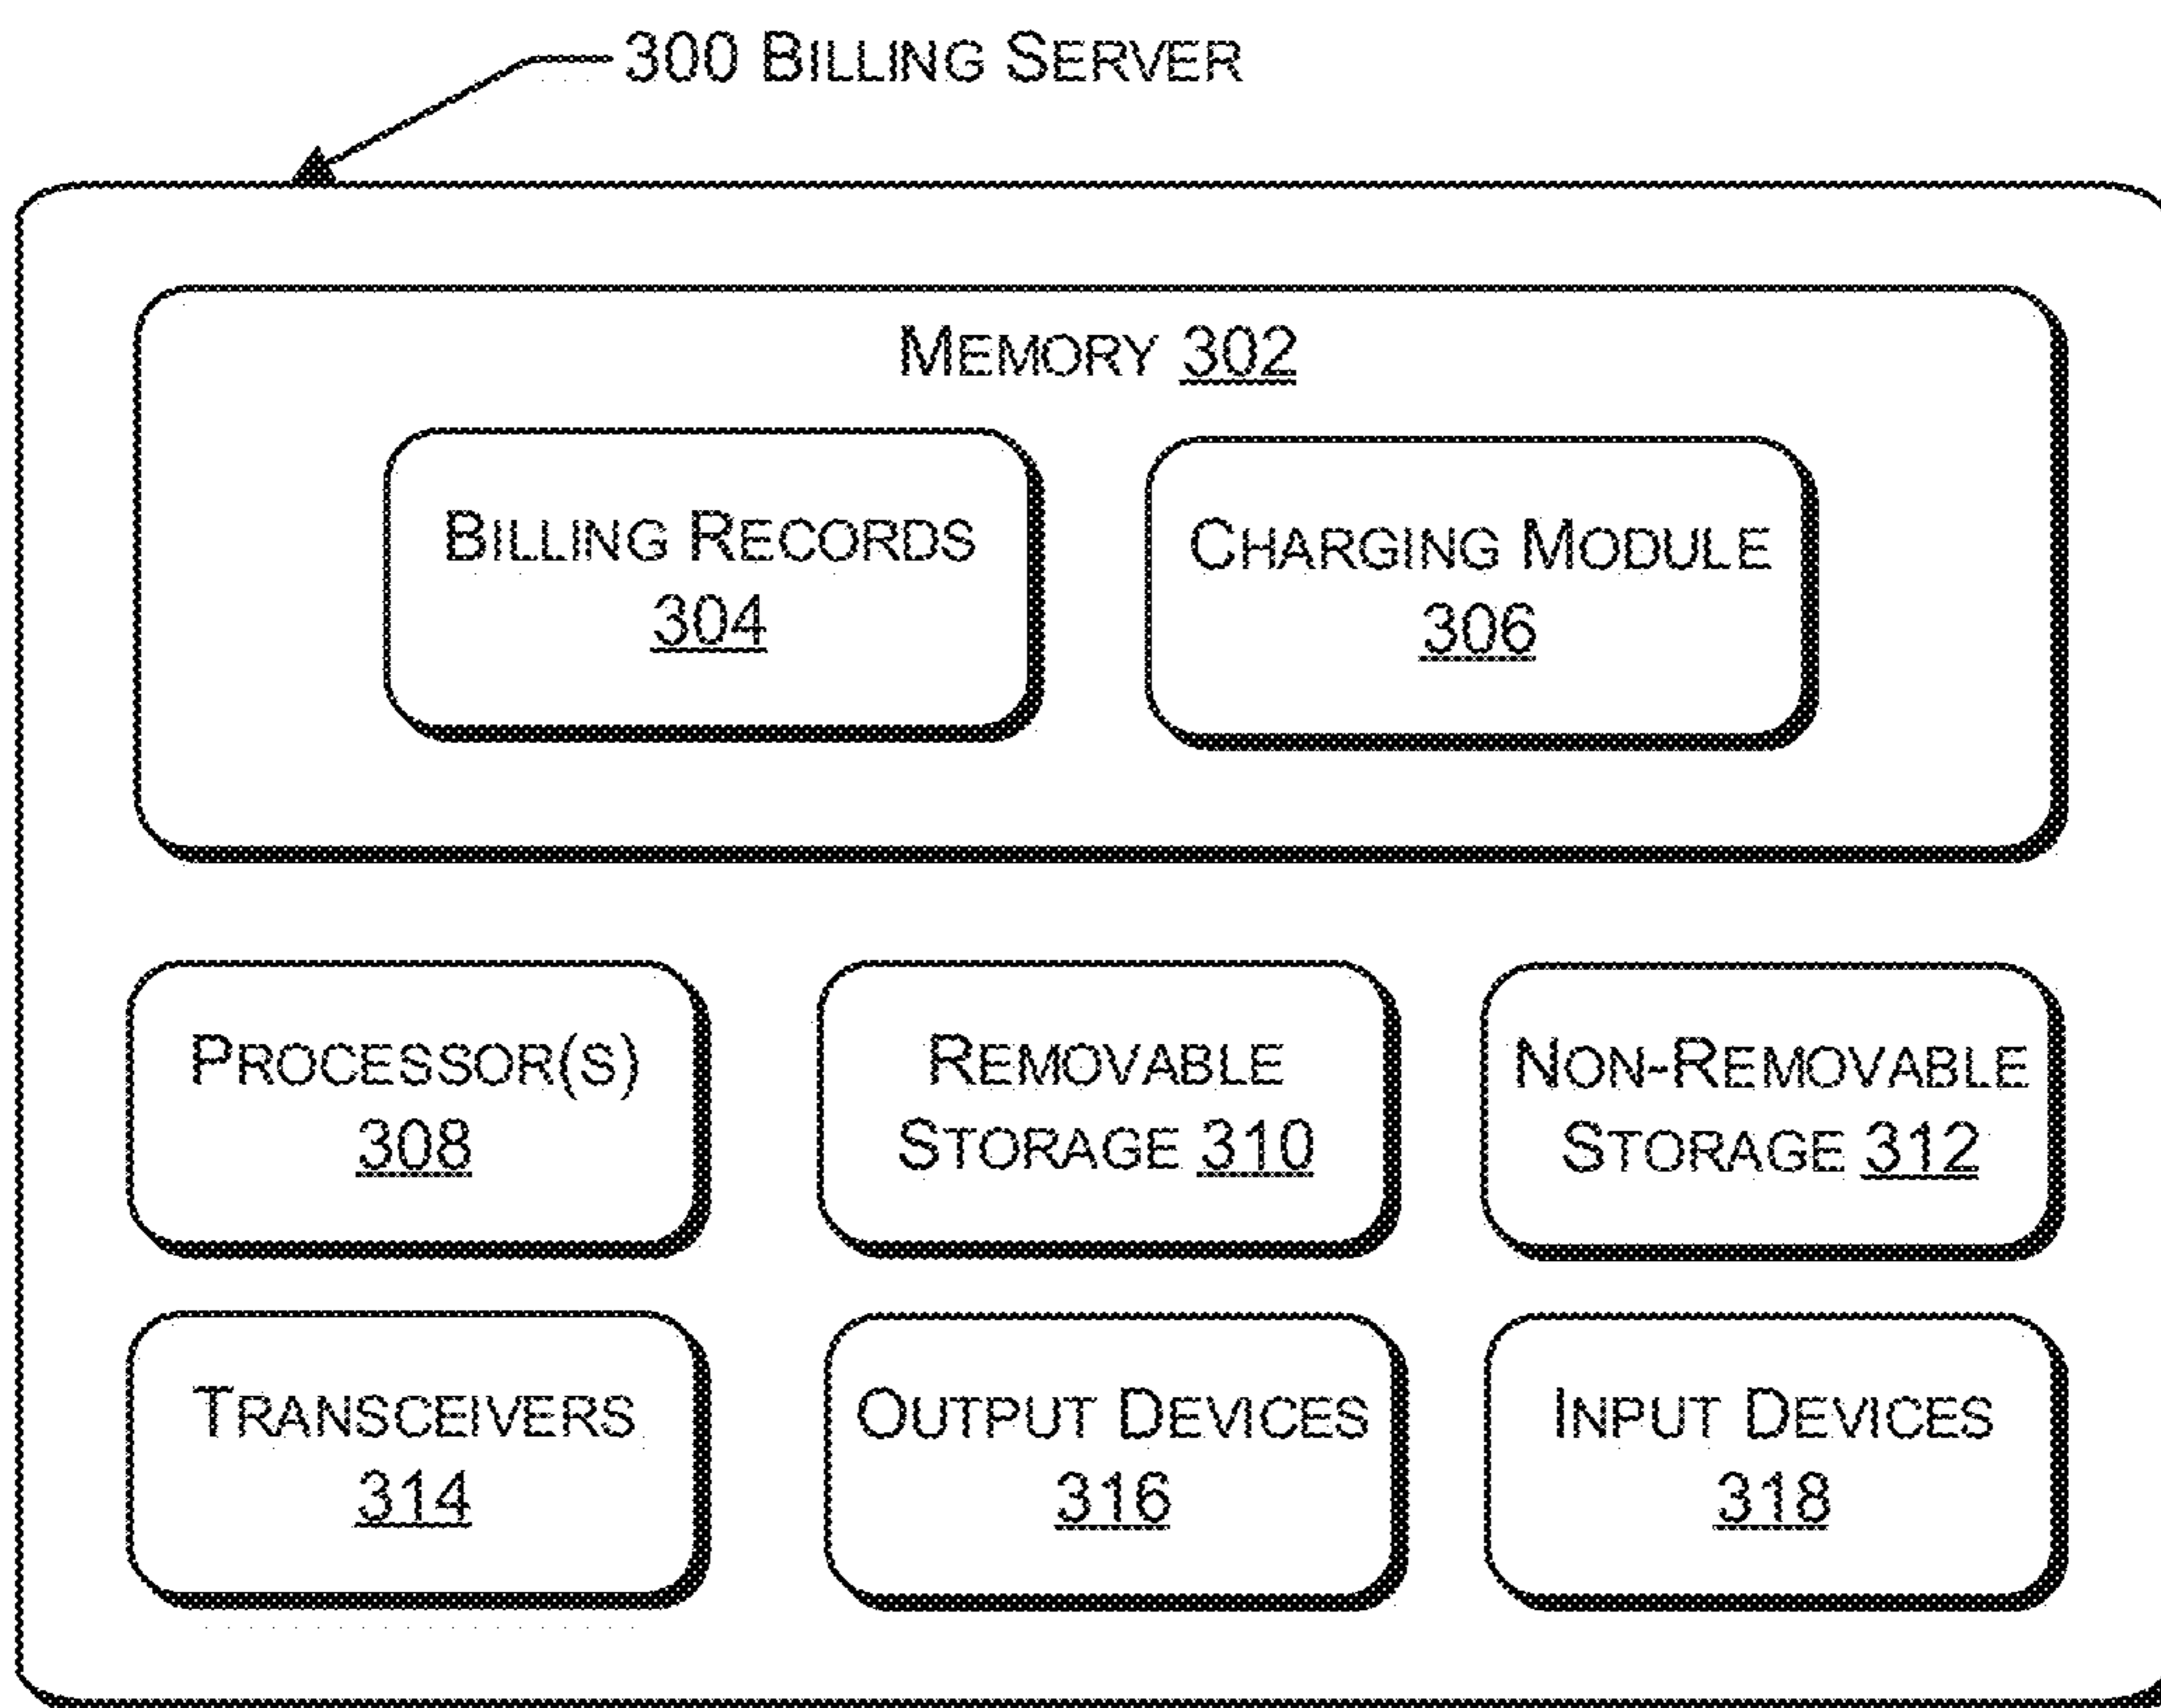 300 BILLING SERVER
MEMORY 302
BILLING RECORDS
304
CHARGING MODULE
306
PROCESSOR(S)
308
REMOVABLE
STORAGE 310
NON-REMOVABLE
STORAGE 312
TRANSCEIVERS
314
OUTPUT DEVICES
316
INPUT DEVICES
318